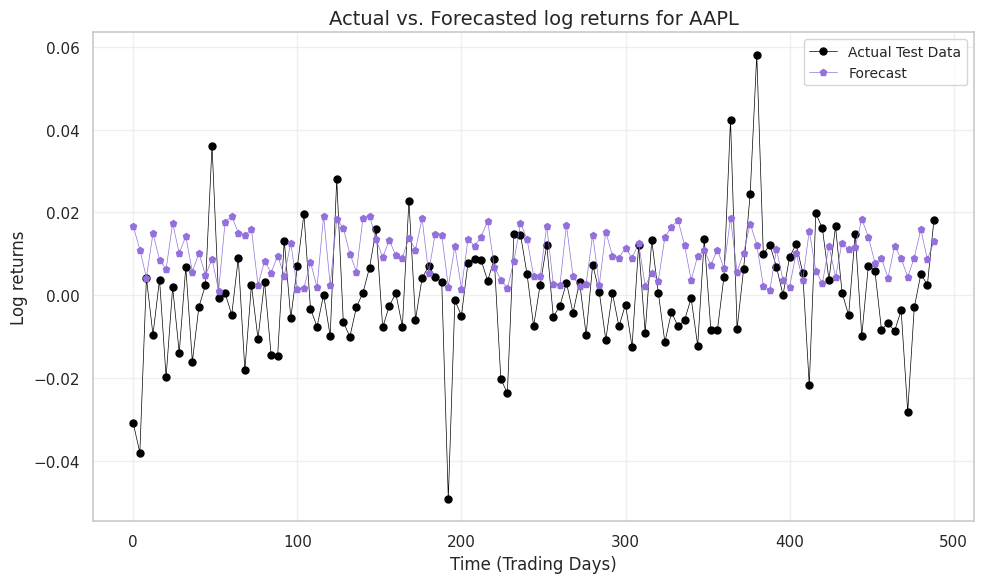 Actual vs. Forecasted log returns for AAPL
Actual Test Data
Forecast
Log returns
0.06
0.04
0.02
0.00
−0.02
−0.04
0
100
200
300
400
500
Time (Trading Days)